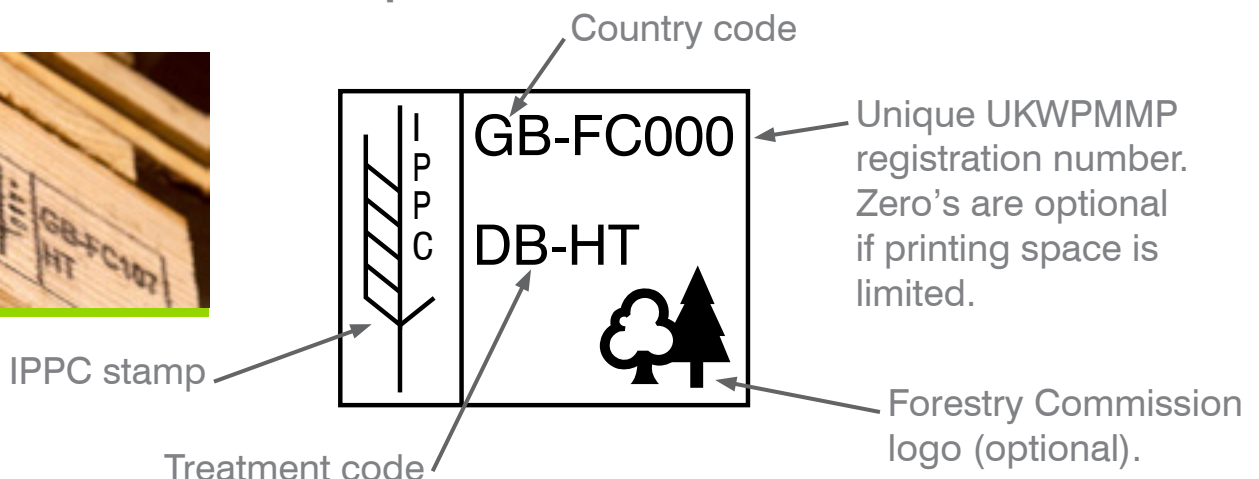 Country code
GB-FC000
Unique UKWPMMP
registration number.
Zero's are optional
if printing space is
limited.
I
P
P
C
DB-HT
GB-FC107
HT
IPPC stamp
Treatment code
Forestry Commission
logo (optional).